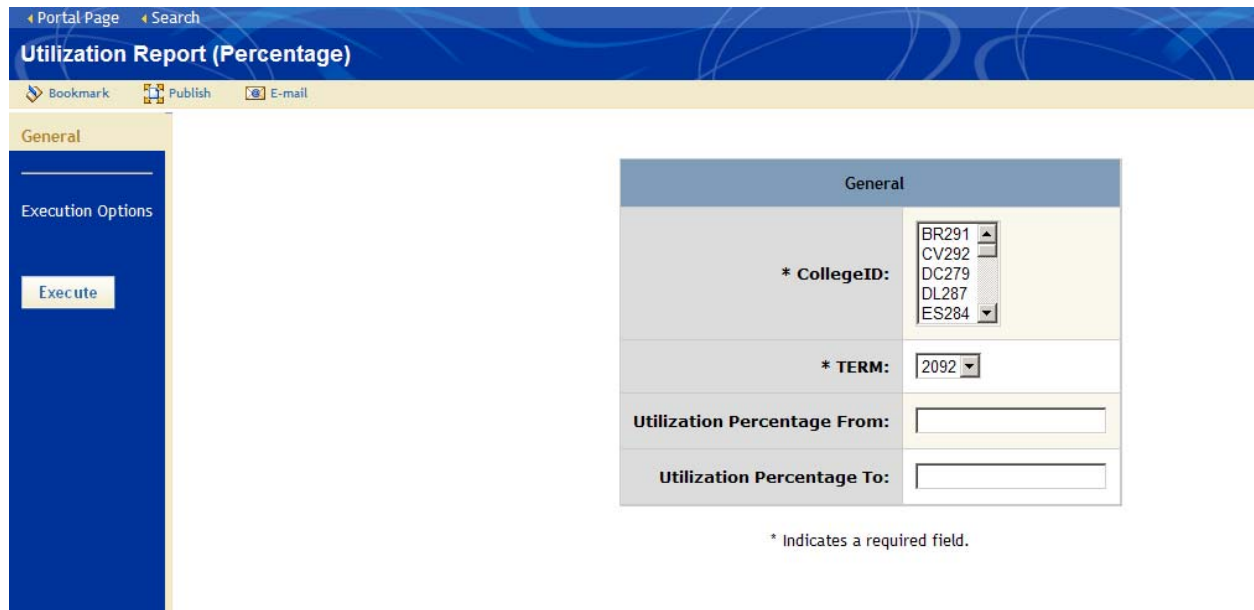 Portal Page Search
Utilization Report (Percentage)
Bookmark Publish E-mail
General
Execution Options
Execute
General
* CollegeID:
BR291
CV292
DC279
DL287
ES284
* TERM: 2092
Utilization Percentage From:
Utilization Percentage To:
* Indicates a required field.